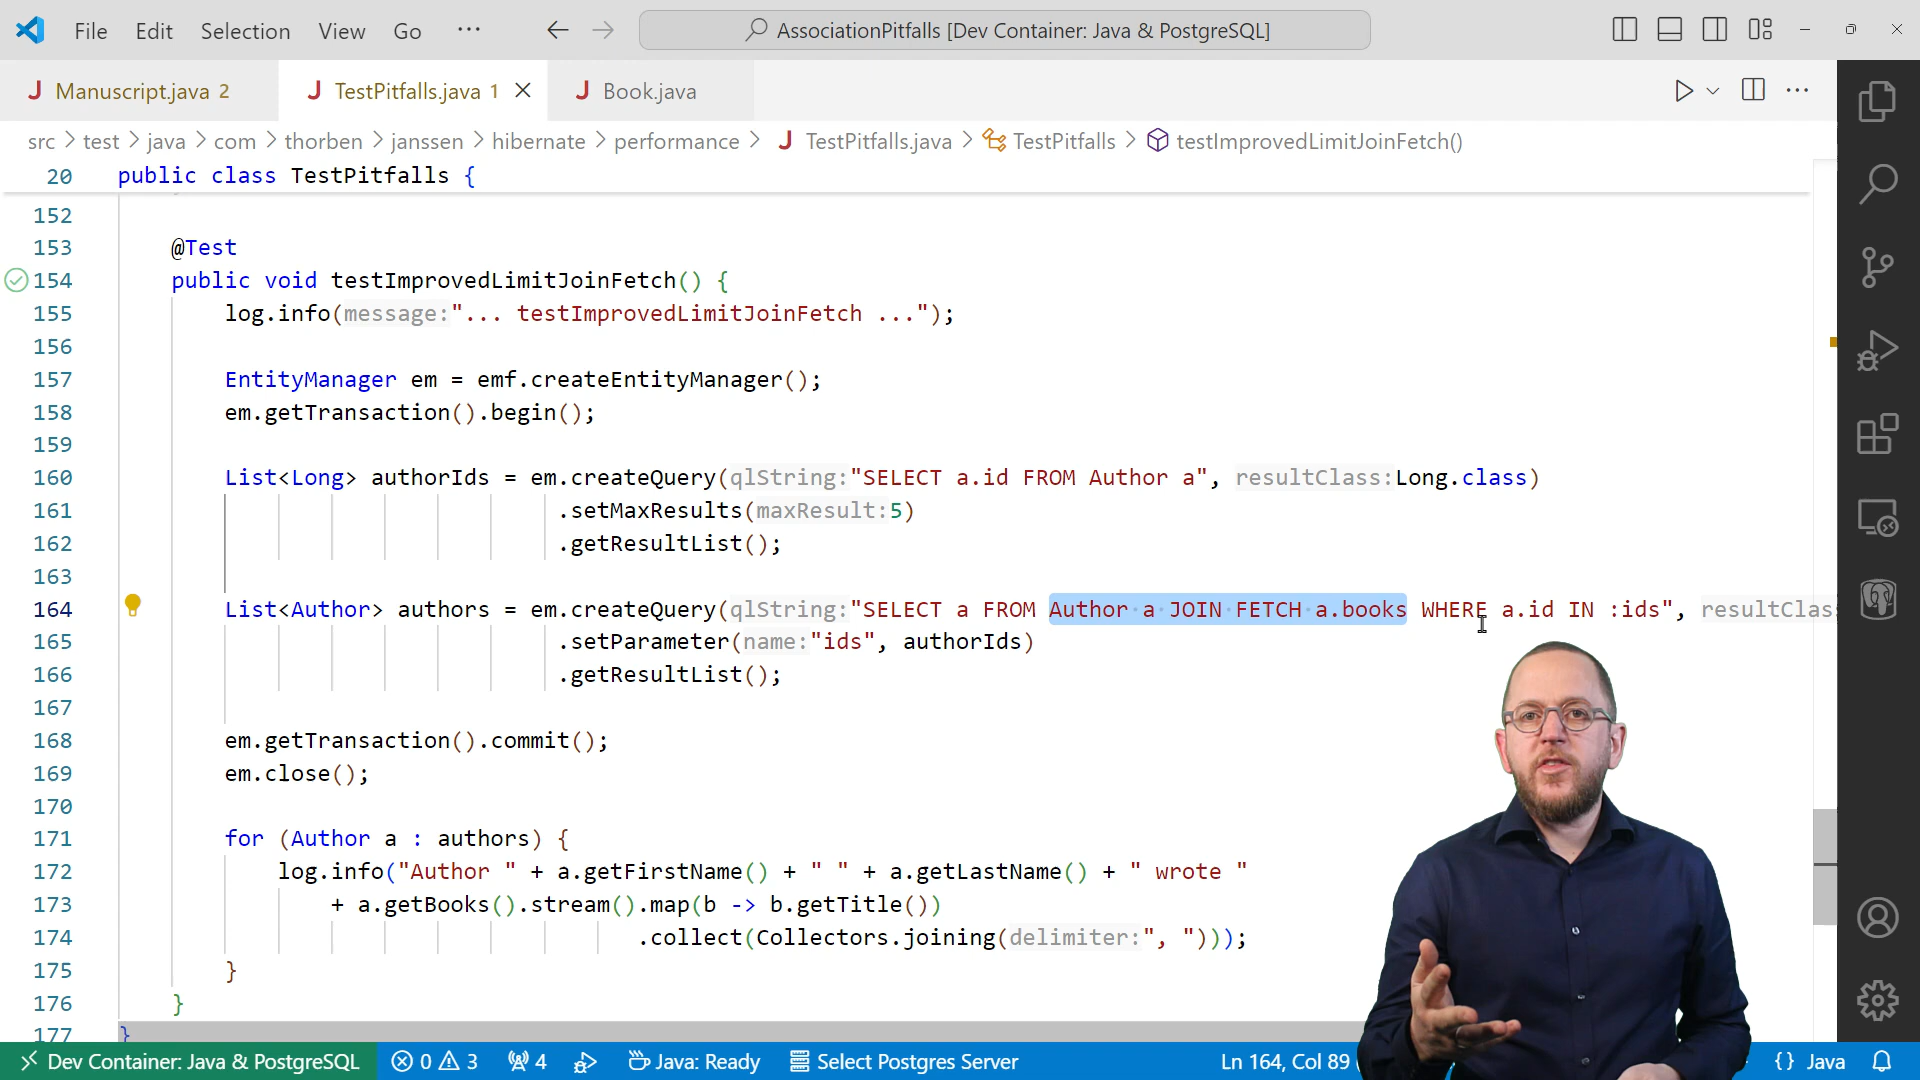 File Edit Selection View Go ··· AssociationPitfalls [Dev Container: Java & PostgreSQL]
J Manuscript.java 2 J TestPitfalls.java 1 J Book.java
src > test > java > com > thorben > janssen > hibernate > performance > J TestPitfalls.java > TestPitfalls > testImprovedLimitJoinFetch()
20 public class TestPitfalls {
152
153 @Test
154 public void testImprovedLimitJoinFetch() {
155 log.info(message:"... testImprovedLimitJoinFetch ...");
156
157 EntityManager em = emf.createEntityManager();
158 em.getTransaction().begin();
159
160 List<Long> authorIds = em.createQuery(qlString:"SELECT a.id FROM Author a", resultClass:Long.class)
161 .setMaxResults(maxResult:5)
162 .getResultList();
163
164 List<Author> authors = em.createQuery(qlString:"SELECT a FROM Author a JOIN FETCH a.books WHERE a.id IN :ids", resultClas
165 .setParameter(name:"ids", authorIds)
166 .getResultList();
167
168 em.getTransaction().commit();
169 em.close();
170
171 for (Author a : authors) {
172 log.info("Author " + a.getFirstName() + " " + a.getLastName() + " wrote "
173 + a.getBooks().stream().map(b -> b.getTitle())
174 .collect(Collectors.joining(delimiter:", ")));
175 }
176 }
177 }
Dev Container: Java & PostgreSQL 0 3 4 Java: Ready Select Postgres Server Ln 164, Col 89 {} Java